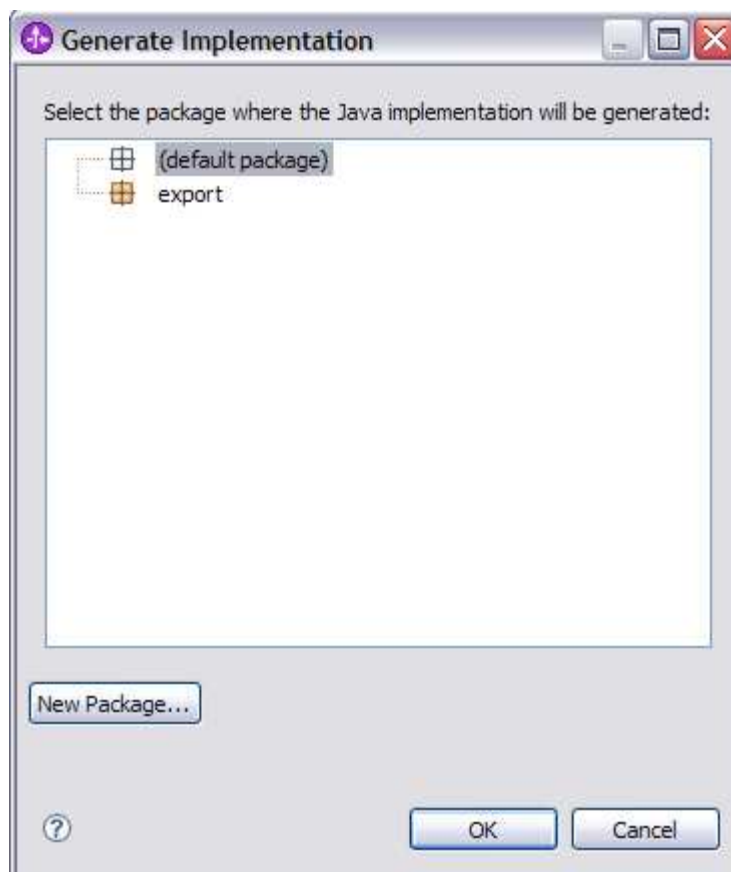 Generate Implementation
Select the package where the Java implementation will be generated:
(default package)
export
New Package...
?
OK
Cancel